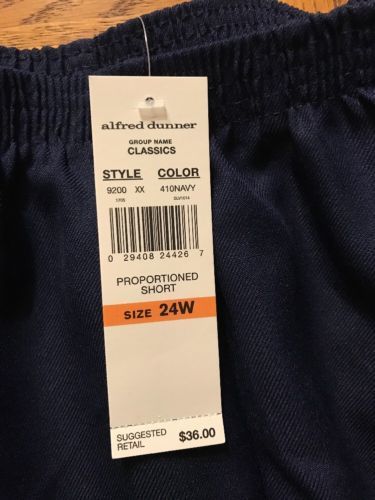 alfred dunner
GROUP NAME
CLASSICS
STYLE COLOR
9200 XX 410NAVY
0 29408 24426 7
PROPORTIONED
SHORT
SIZE 24W
SUGGESTED
RETAIL $36.00